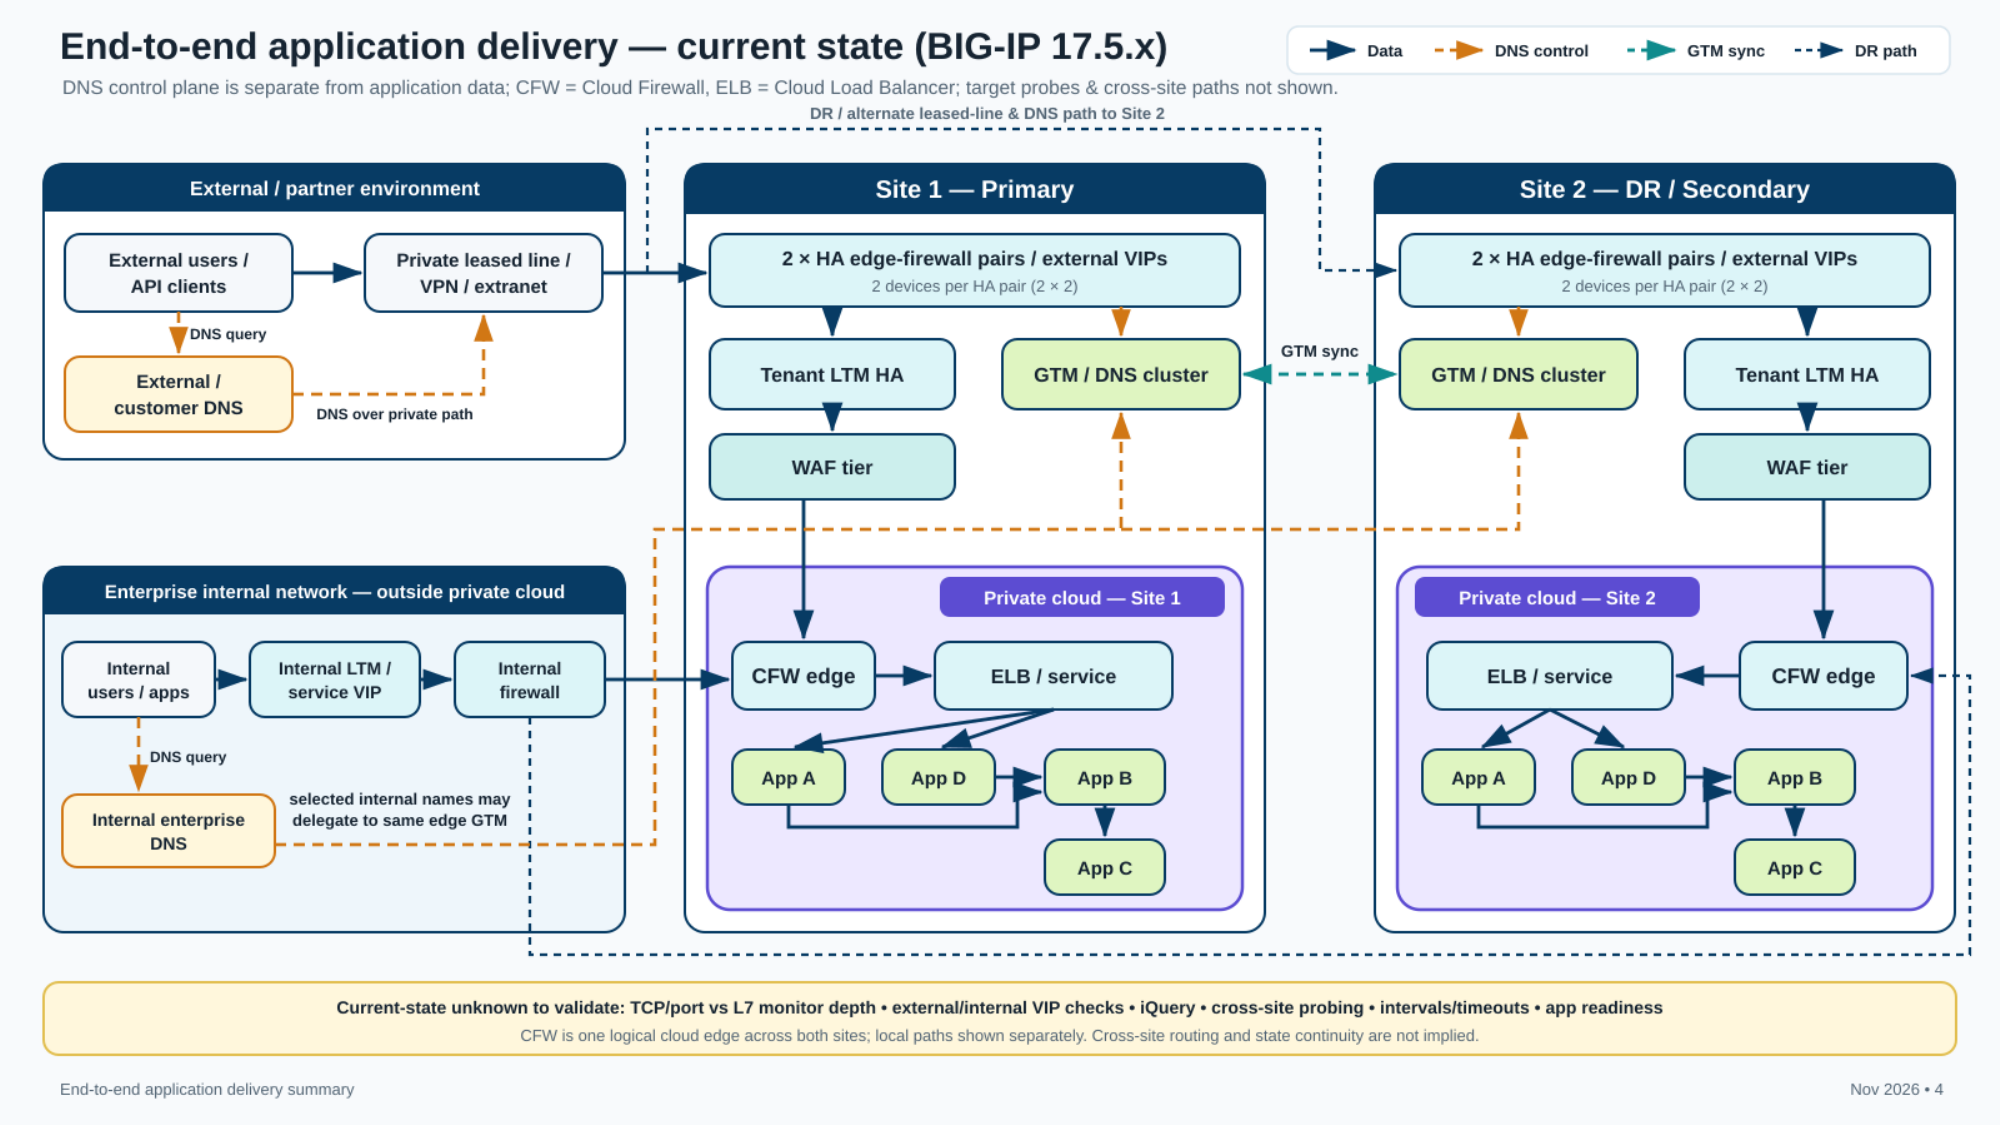 End-to-end application delivery — current state (BIG-IP 17.5.x)
Data
DNS control
GTM sync
DR path
DNS control plane is separate from application data; CFW = Cloud Firewall, ELB = Cloud Load Balancer; target probes & cross-site paths not shown.
DR / alternate leased-line & DNS path to Site 2
External / partner environment
External users /
API clients
Private leased line /
VPN / extranet
DNS query
External /
customer DNS
DNS over private path
Site 1 — Primary
2 × HA edge-firewall pairs / external VIPs
2 devices per HA pair (2 × 2)
Tenant LTM HA
GTM / DNS cluster
WAF tier
GTM sync
Site 2 — DR / Secondary
2 × HA edge-firewall pairs / external VIPs
2 devices per HA pair (2 × 2)
GTM / DNS cluster
Tenant LTM HA
WAF tier
Enterprise internal network — outside private cloud
Internal
users / apps
Internal LTM /
service VIP
Internal
firewall
DNS query
Internal enterprise
DNS
selected internal names may
delegate to same edge GTM
Private cloud — Site 1
CFW edge
ELB / service
App A
App D
App B
App C
Private cloud — Site 2
ELB / service
CFW edge
App A
App D
App B
App C
Current-state unknown to validate: TCP/port vs L7 monitor depth • external/internal VIP checks • iQuery • cross-site probing • intervals/timeouts • app readiness
CFW is one logical cloud edge across both sites; local paths shown separately. Cross-site routing and state continuity are not implied.
End-to-end application delivery summary
Nov 2026 • 4